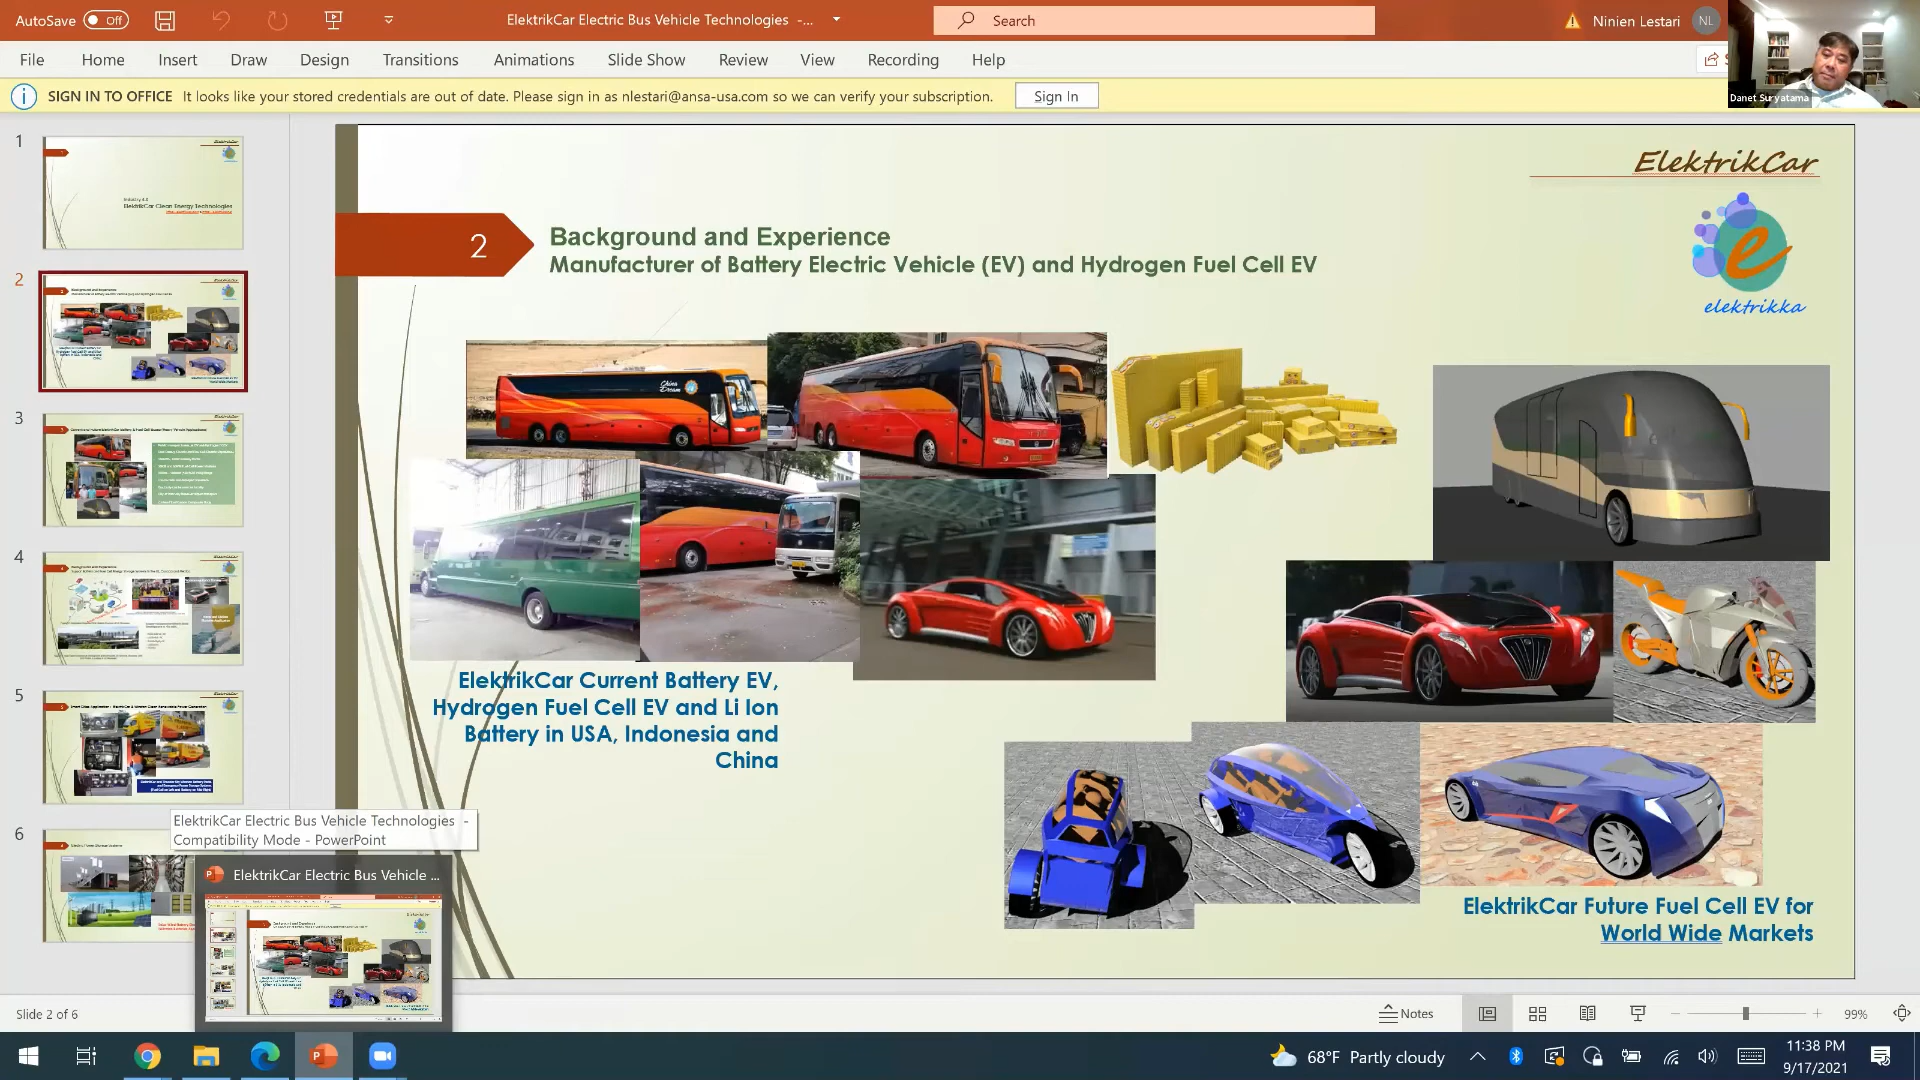 AutoSave Off
ElektrikCar Electric Bus Vehicle Technologies -...
Search
Ninien Lestari NL
File Home Insert Draw Design Transitions Animations Slide Show Review View Recording Help
SIGN IN TO OFFICE It looks like your stored credentials are out of date. Please sign in as nlestari@ansa-usa.com so we can verify your subscription. Sign In
Danet Suryatama
1
2
3
4
5
6
ElektrikCar
elektrikka
2
Background and Experience
Manufacturer of Battery Electric Vehicle (EV) and Hydrogen Fuel Cell EV
China Dream
ElektrikCar Current Battery EV,
Hydrogen Fuel Cell EV and Li Ion
Battery in USA, Indonesia and
China
ElektrikCar Future Fuel Cell EV for
World Wide Markets
ElektrikCar Electric Bus Vehicle Technologies -
Compatibility Mode - PowerPoint
ElektrikCar Electric Bus Vehicle ...
Slide 2 of 6
Notes
99%
68°F Partly cloudy
11:38 PM
9/17/2021